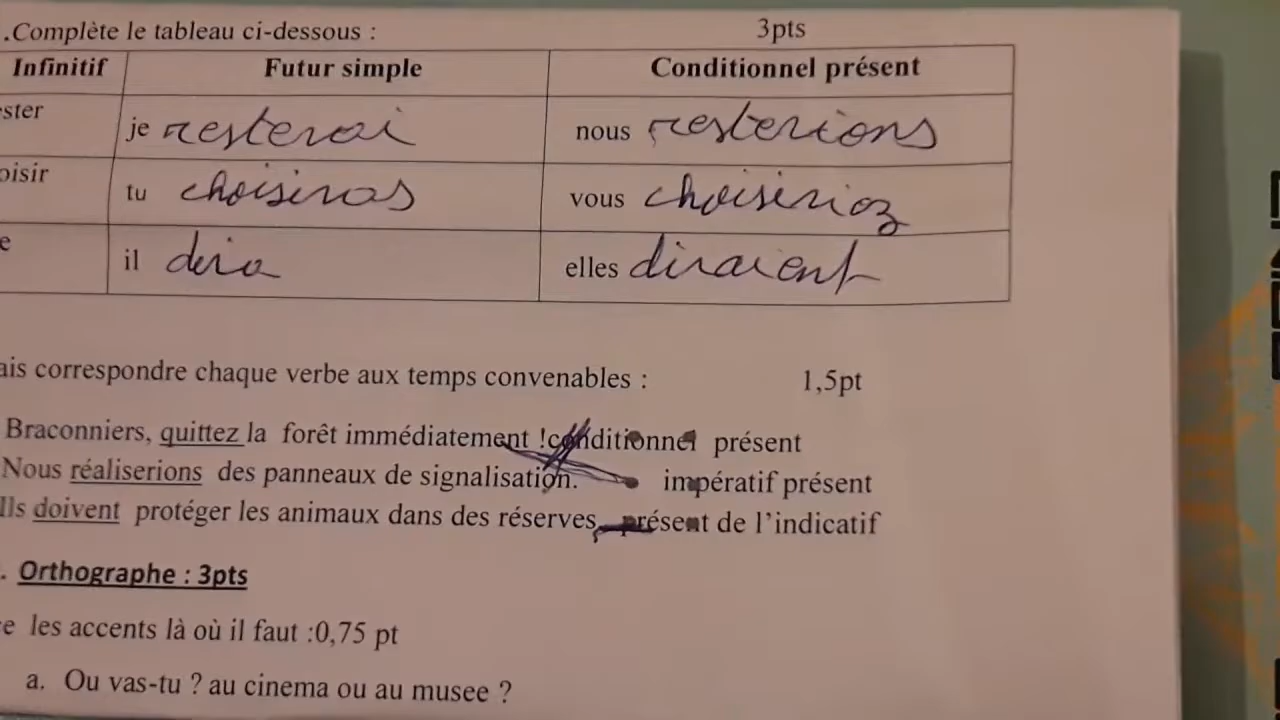 .Complète le tableau ci-dessous : 3pts
Infinitif Futur simple Conditionnel présent
ster je resterai nous resterions
oisir tu choisiras vous choisirioz
e il dira elles diraient
ais correspondre chaque verbe aux temps convenables : 1,5pt
Braconniers, quittez la forêt immédiatement ! conditionnel présent
Nous réaliserions des panneaux de signalisation. impératif présent
Ils doivent protéger les animaux dans des réserves présent de l'indicatif
. Orthographe : 3pts
e les accents là où il faut :0,75 pt
a. Ou vas-tu ? au cinema ou au musee ?